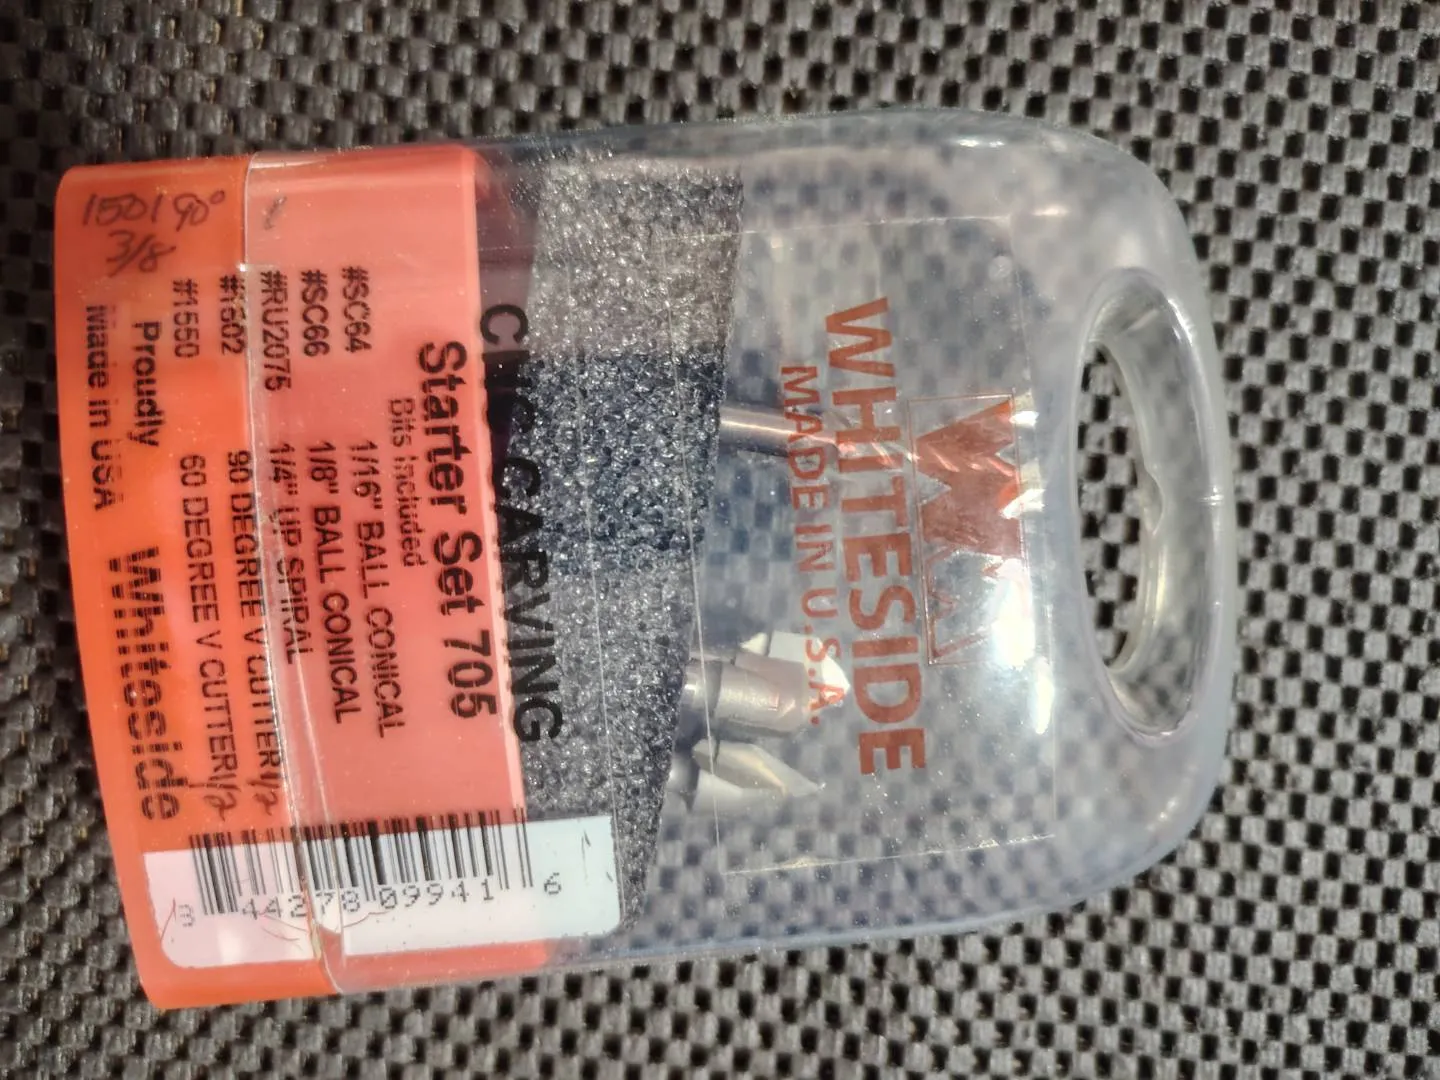 WHITESIDE
MADE IN U.S.A.
CNC CARVING
Starter Set 705
Bits Included
#SC64 1/16" BALL CONICAL
#SC66 1/8" BALL CONICAL
#RU2075 1/4" UP SPIRAL
#1502 90 DEGREE V CUTTER 1/2
#1550 60 DEGREE V CUTTER 1/2
Proudly
Made in USA
Whiteside
1501 90°
3/8
3 44278 09941 6